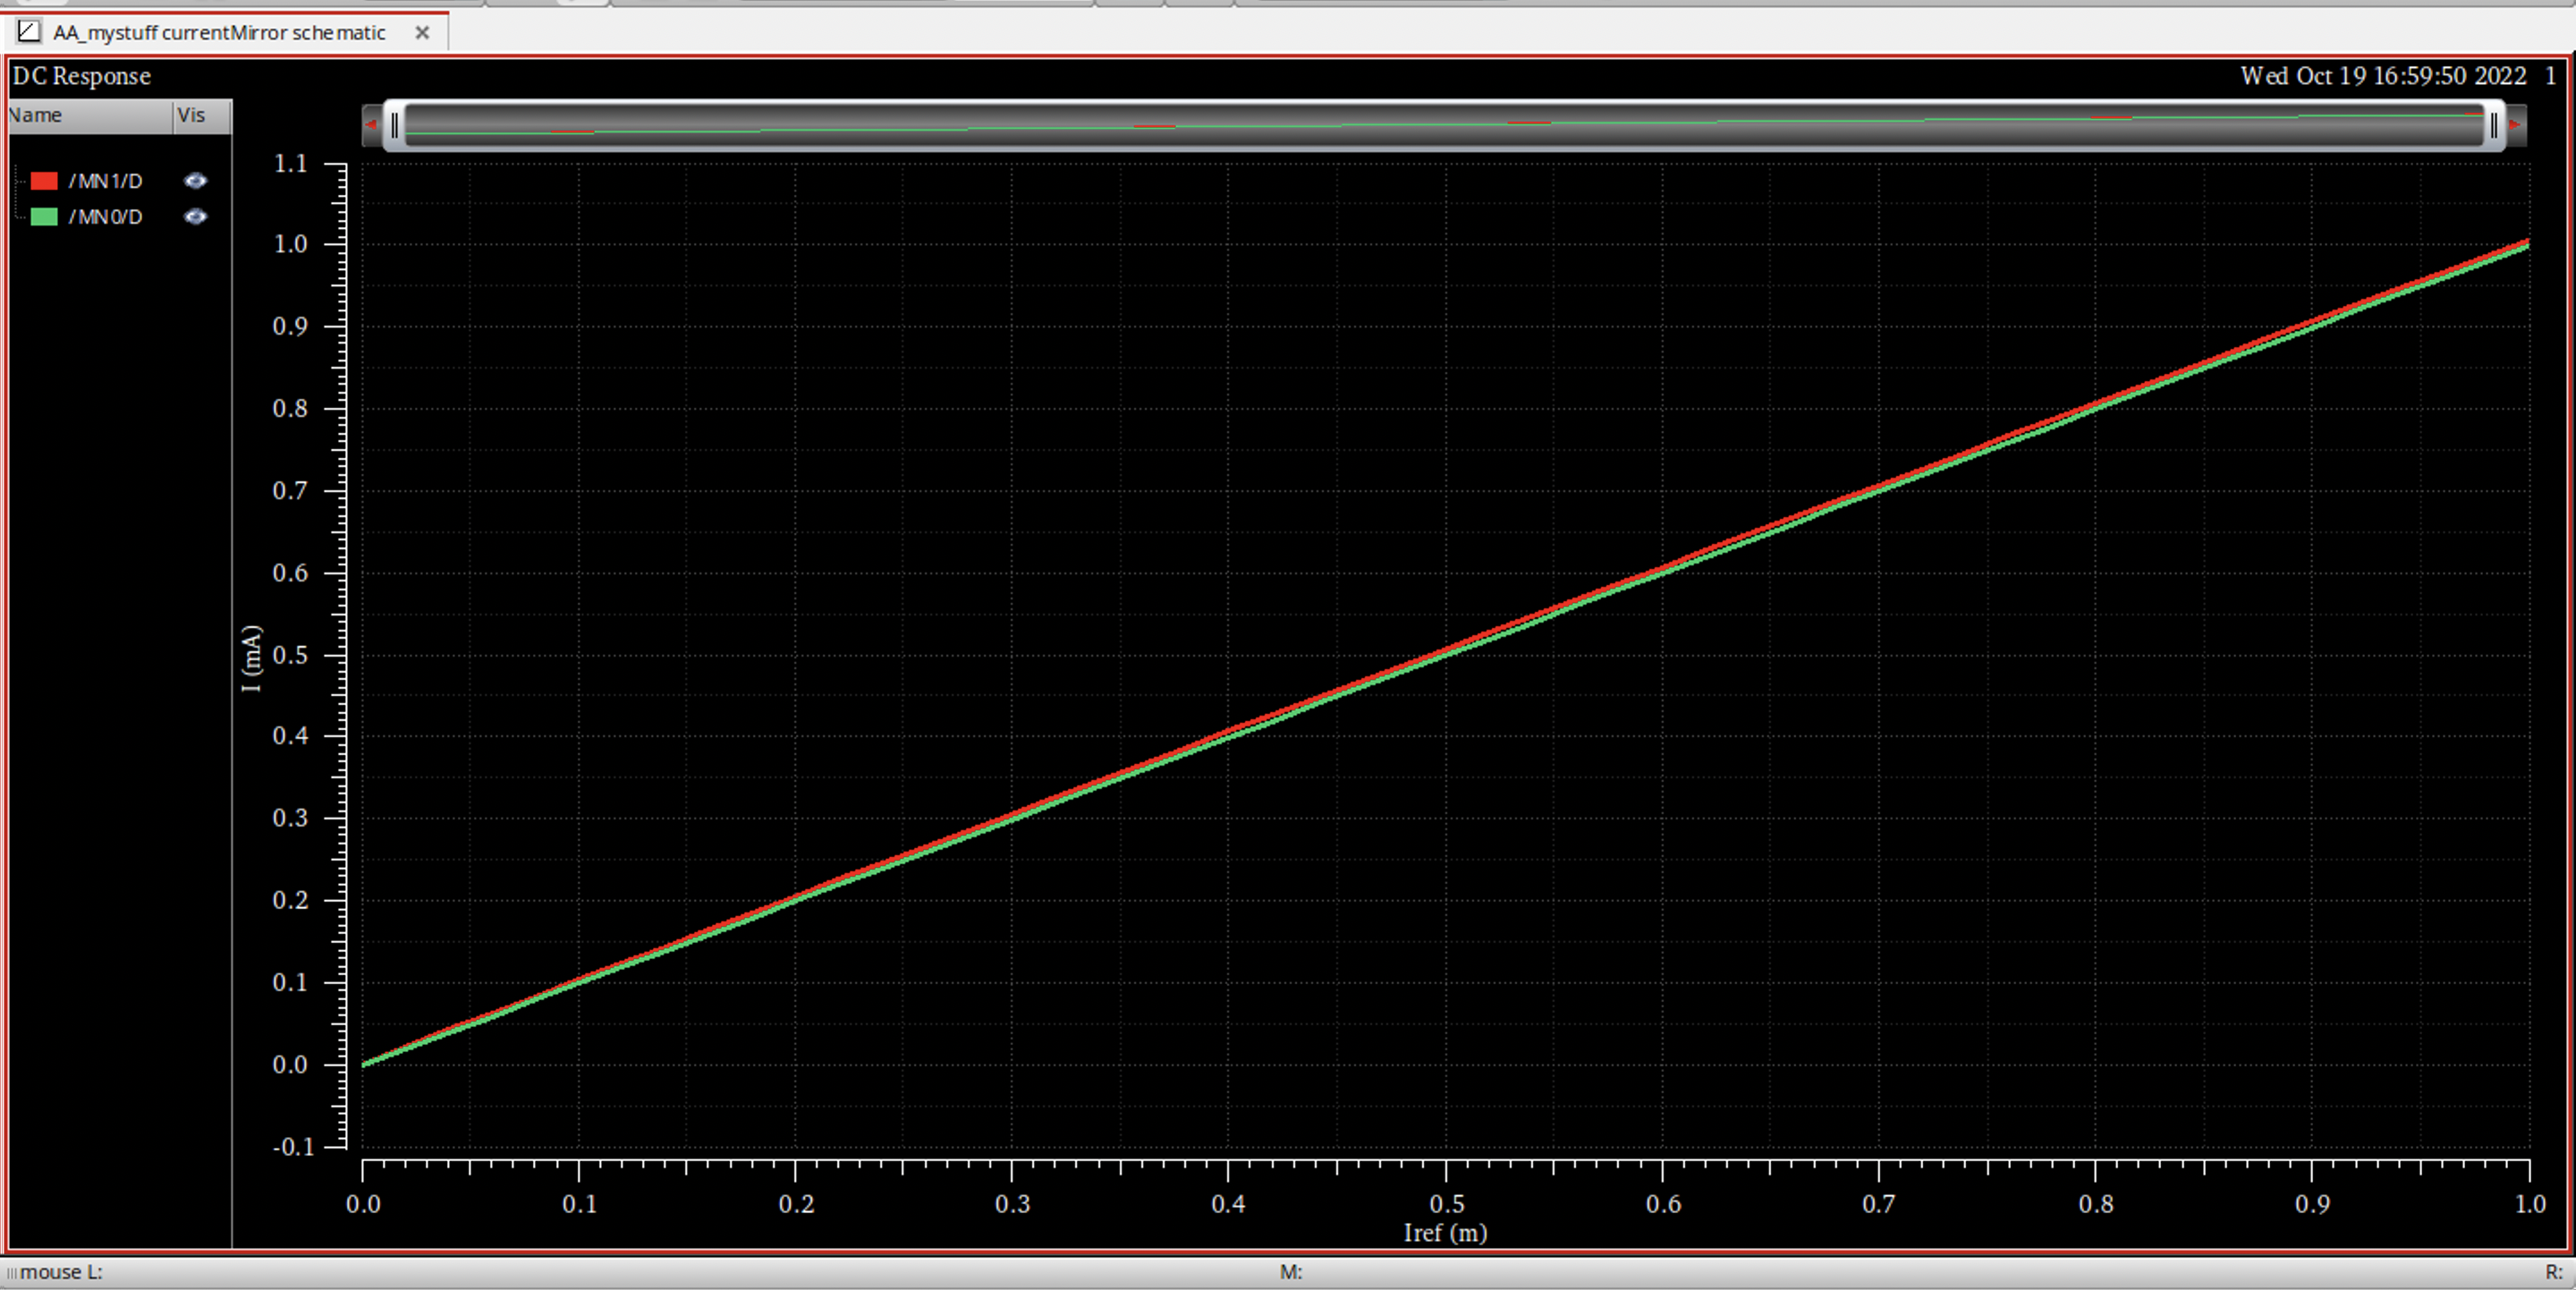 AA_mystuff currentMirror schematic
DC Response
Wed Oct 19 16:59:50 2022 1
Name Vis
/MN1/D
/MN0/D
1.1
1.0
0.9
0.8
0.7
0.6
0.5
0.4
0.3
0.2
0.1
0.0
-0.1
I (mA)
0.0 0.1 0.2 0.3 0.4 0.5 0.6 0.7 0.8 0.9 1.0
Iref (m)
mouse L: M: R: